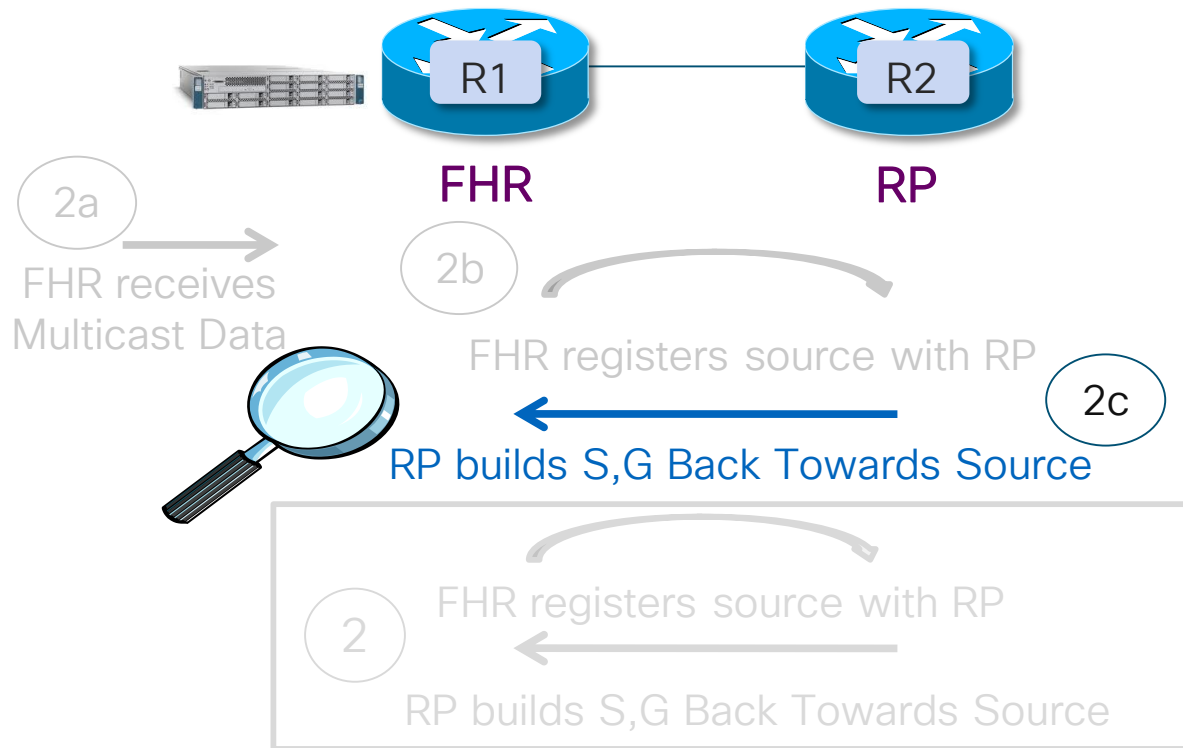 R1
R2
FHR
RP
2a
FHR receives
Multicast Data
2b
FHR registers source with RP
2c
RP builds S,G Back Towards Source
2
FHR registers source with RP
RP builds S,G Back Towards Source